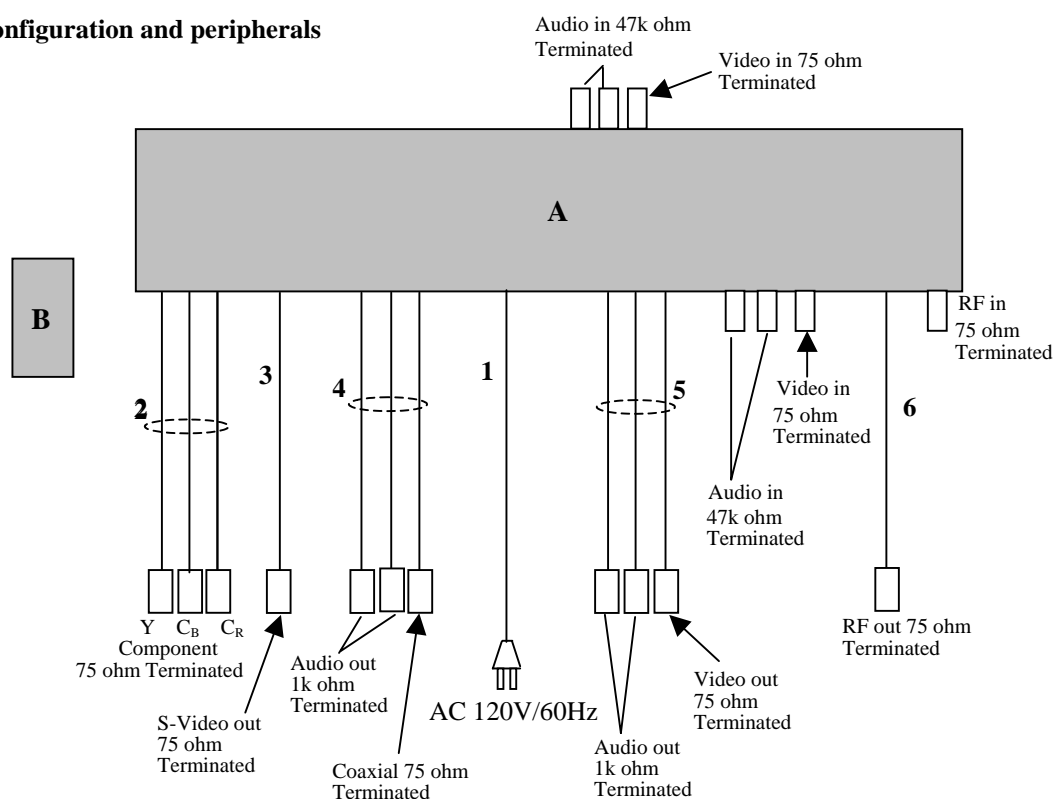 onfiguration and peripherals
Audio in 47k ohm
Terminated
Video in 75 ohm
Terminated
A
B
RF in
75 ohm
Terminated
2
3
4
1
5
6
Video in
75 ohm
Terminated
Audio in
47k ohm
Terminated
Y CB CR
Component
75 ohm Terminated
S-Video out
75 ohm
Terminated
Audio out
1k ohm
Terminated
Coaxial 75 ohm
Terminated
AC 120V/60Hz
Audio out
1k ohm
Terminated
Video out
75 ohm
Terminated
RF out 75 ohm
Terminated